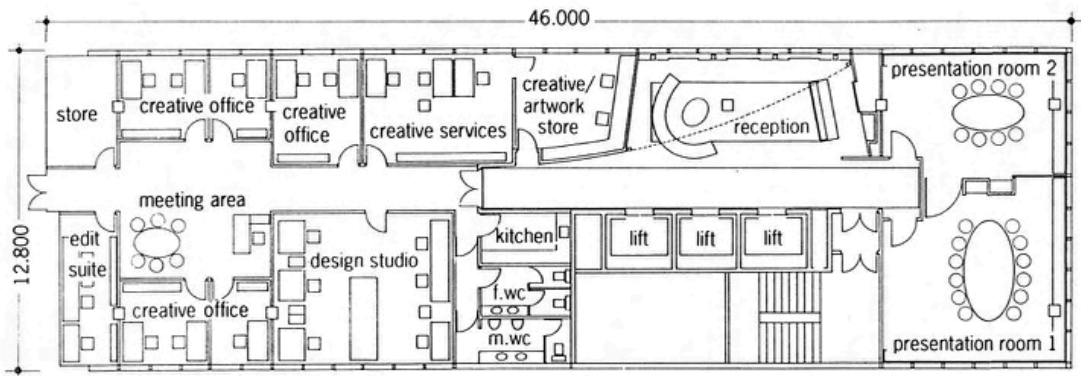 46.000
12.800
store
creative office
creative
office
creative services
creative/
artwork
store
reception
presentation room 2
meeting area
edit
suite
design studio
kitchen
lift
lift
lift
f.wc
creative office
m.wc
presentation room 1